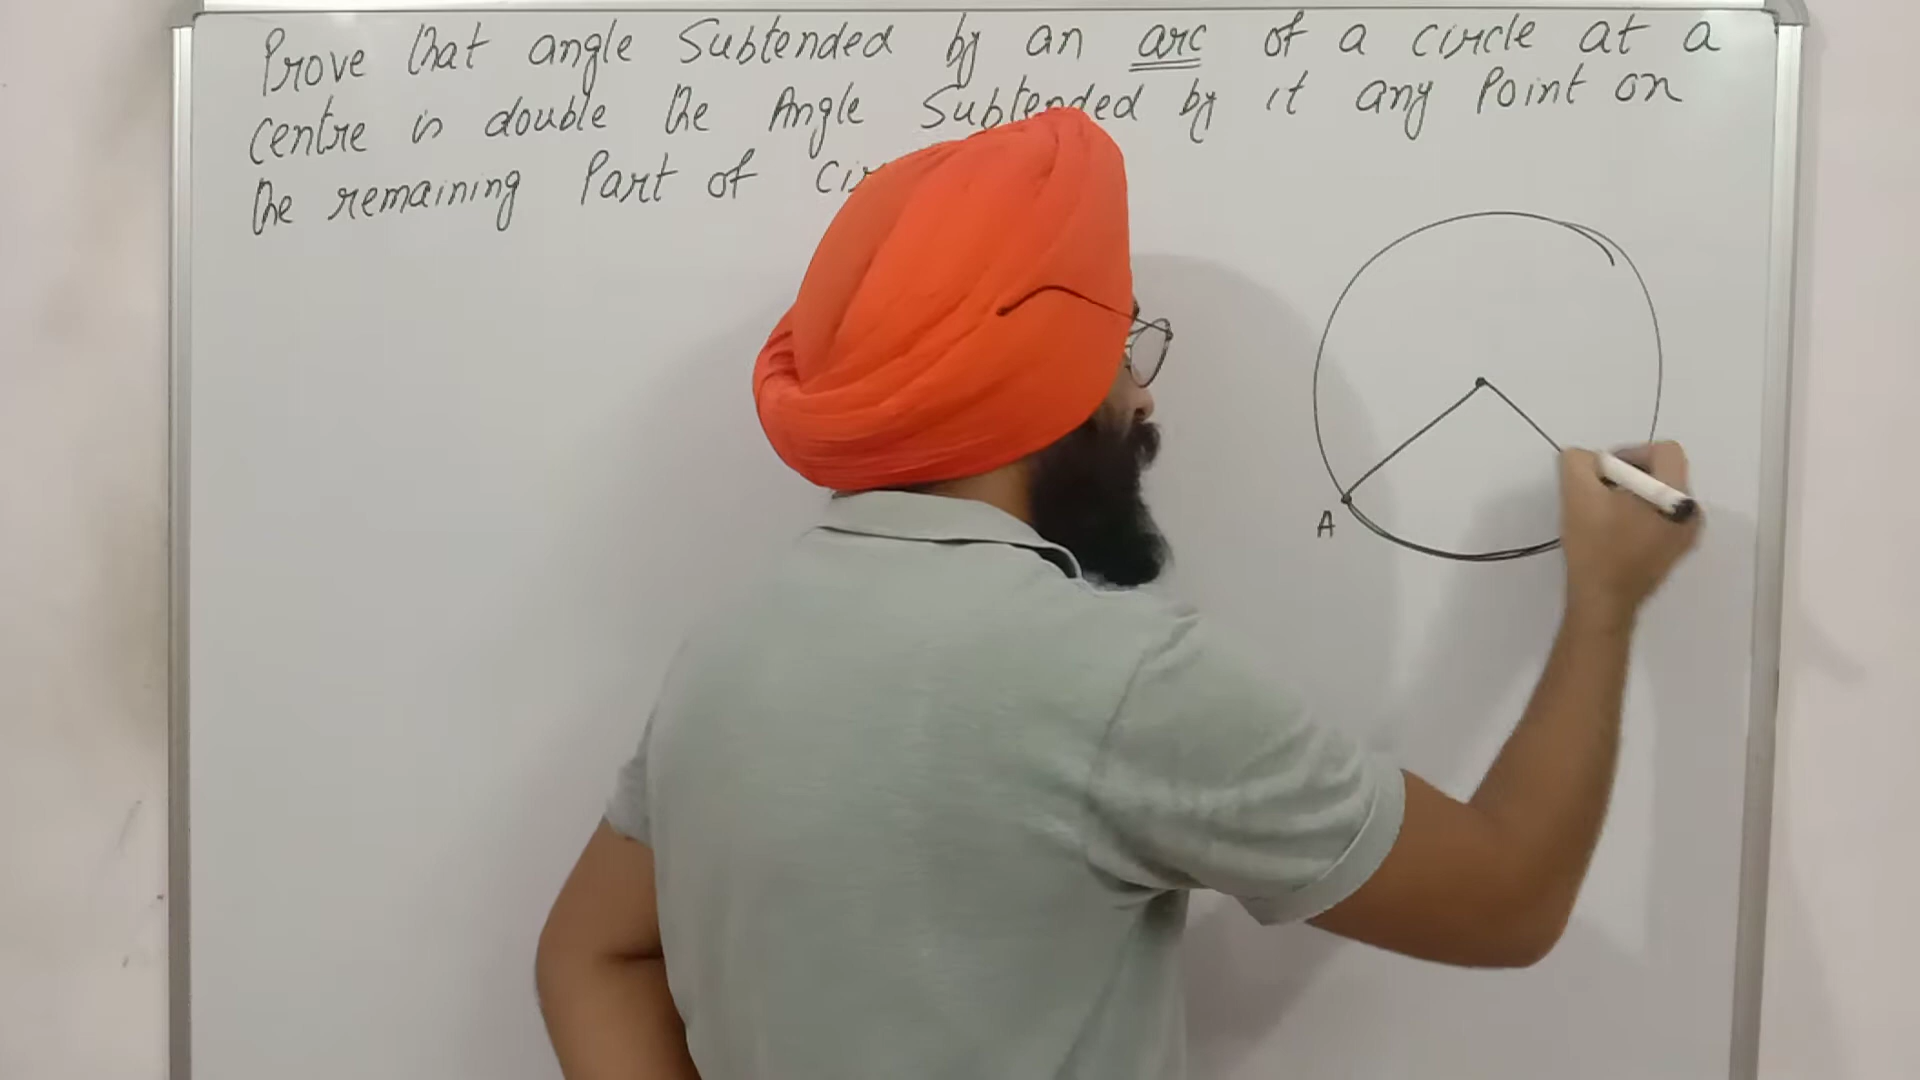 Prove that angle Subtended by an arc of a circle at a
centre is double the Angle Subtended by it any Point on
the remaining Part of
A